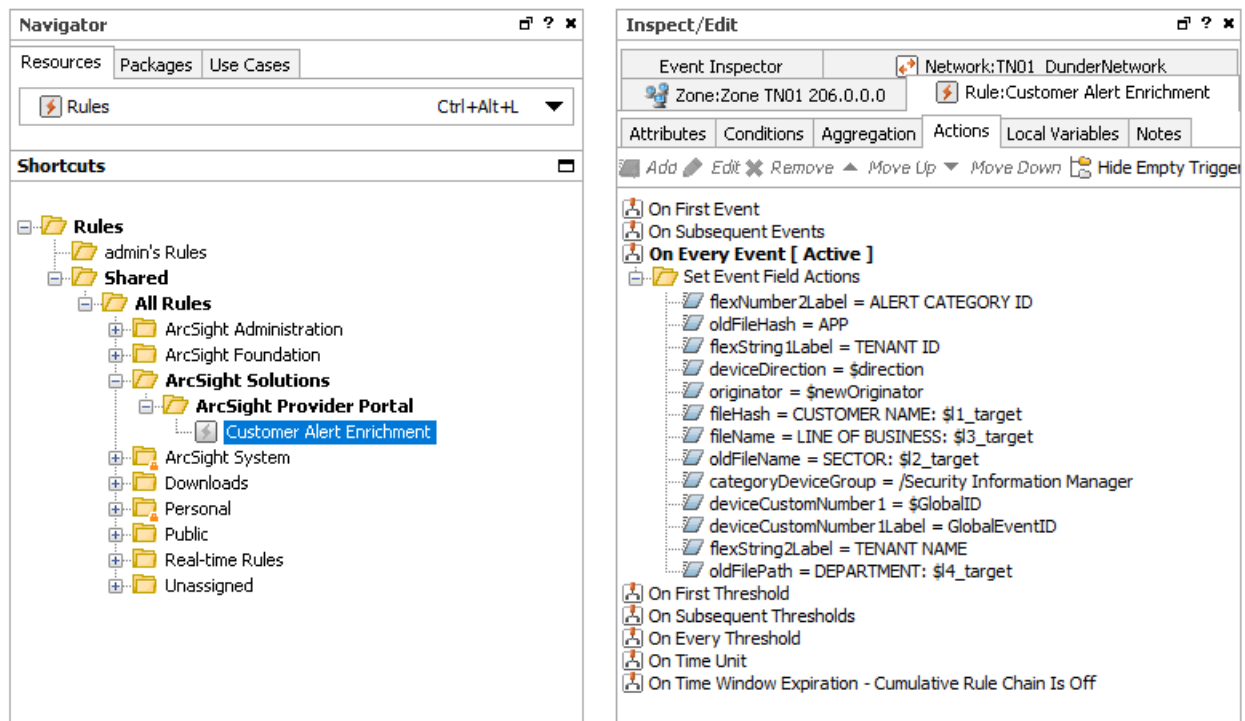 Navigator
Resources Packages Use Cases
Rules Ctrl+Alt+L
Shortcuts
Rules
admin's Rules
Shared
All Rules
ArcSight Administration
ArcSight Foundation
ArcSight Solutions
ArcSight Provider Portal
Customer Alert Enrichment
ArcSight System
Downloads
Personal
Public
Real-time Rules
Unassigned
Inspect/Edit
Event Inspector Network:TN01 DunderNetwork
Zone:Zone TN01 206.0.0.0 Rule:Customer Alert Enrichment
Attributes Conditions Aggregation Actions Local Variables Notes
Add Edit Remove Move Up Move Down Hide Empty Trigger
On First Event
On Subsequent Events
On Every Event [ Active ]
Set Event Field Actions
flexNumber2Label = ALERT CATEGORY ID
oldFileHash = APP
flexString1Label = TENANT ID
deviceDirection = $direction
originator = $newOriginator
fileHash = CUSTOMER NAME: $l1_target
fileName = LINE OF BUSINESS: $l3_target
oldFileName = SECTOR: $l2_target
categoryDeviceGroup = /Security Information Manager
deviceCustomNumber1 = $GlobalID
deviceCustomNumber1Label = GlobalEventID
flexString2Label = TENANT NAME
oldFilePath = DEPARTMENT: $l4_target
On First Threshold
On Subsequent Thresholds
On Every Threshold
On Time Unit
On Time Window Expiration - Cumulative Rule Chain Is Off